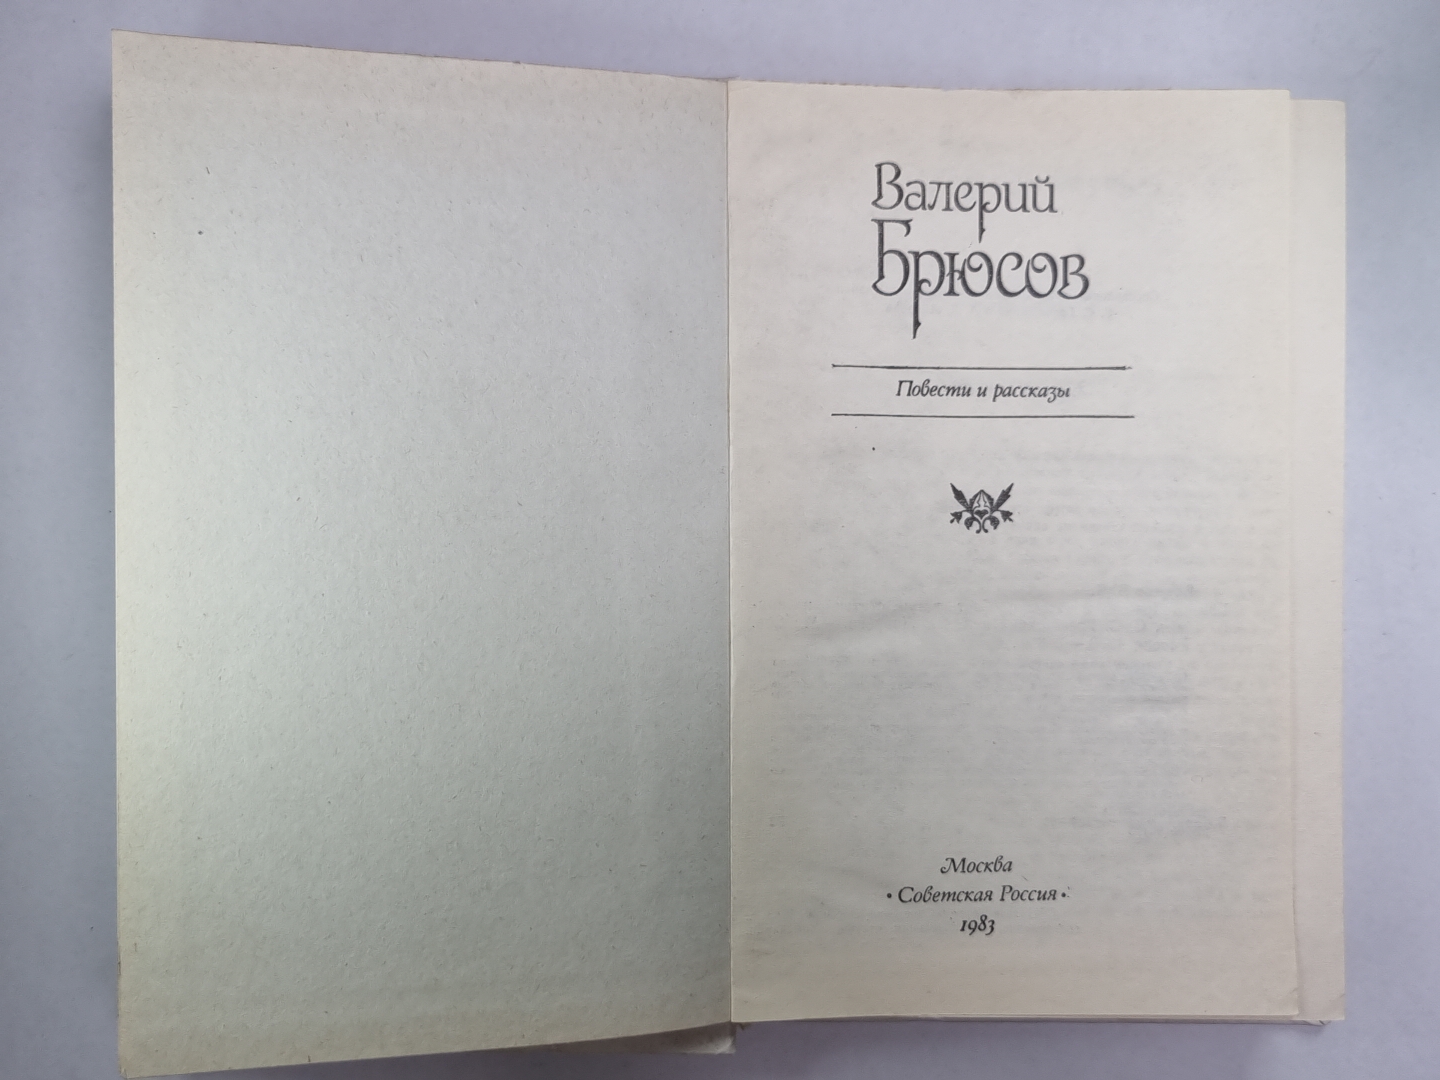 Валерий
Брюсов
Повести и рассказы
Москва
• Советская Россия •
1983